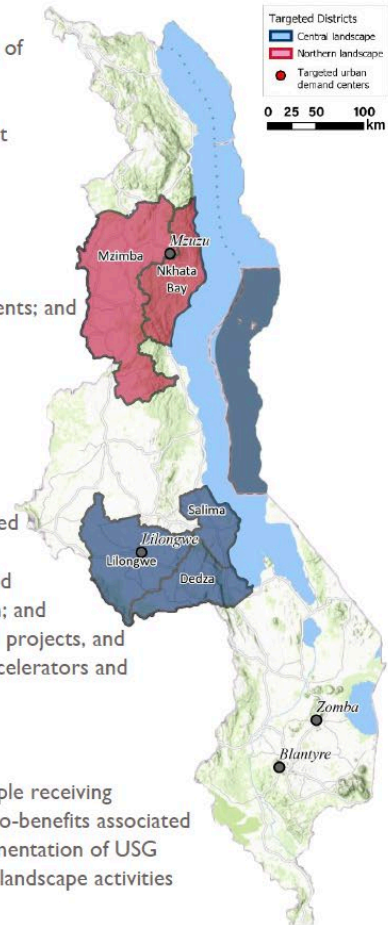 of
t
ents; and
ed
d
n; and
projects, and
ccelerators and
ple receiving
o-benefits associated
mentation of USG
landscape activities
Targeted Districts
Central landscape
Northern landscape
Targeted urban
demand centers
0 25 50 100
km
Mzuzu
Mzimba
Nkhata
Bay
Salima
Lilongwe
Lilongwe
Dedza
Zomba
Blantyre